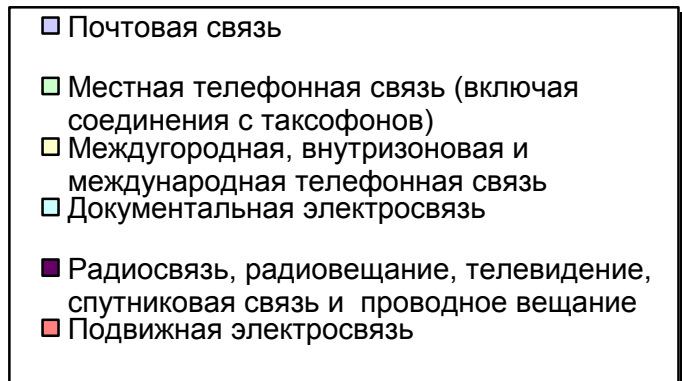 Почтовая связь
Местная телефонная связь (включая
соединения с таксофонов)
Междугородная, внутризоновая и
международная телефонная связь
Документальная электросвязь
Радиосвязь, радиовещание, телевидение,
спутниковая связь и  проводное вещание
Подвижная электросвязь